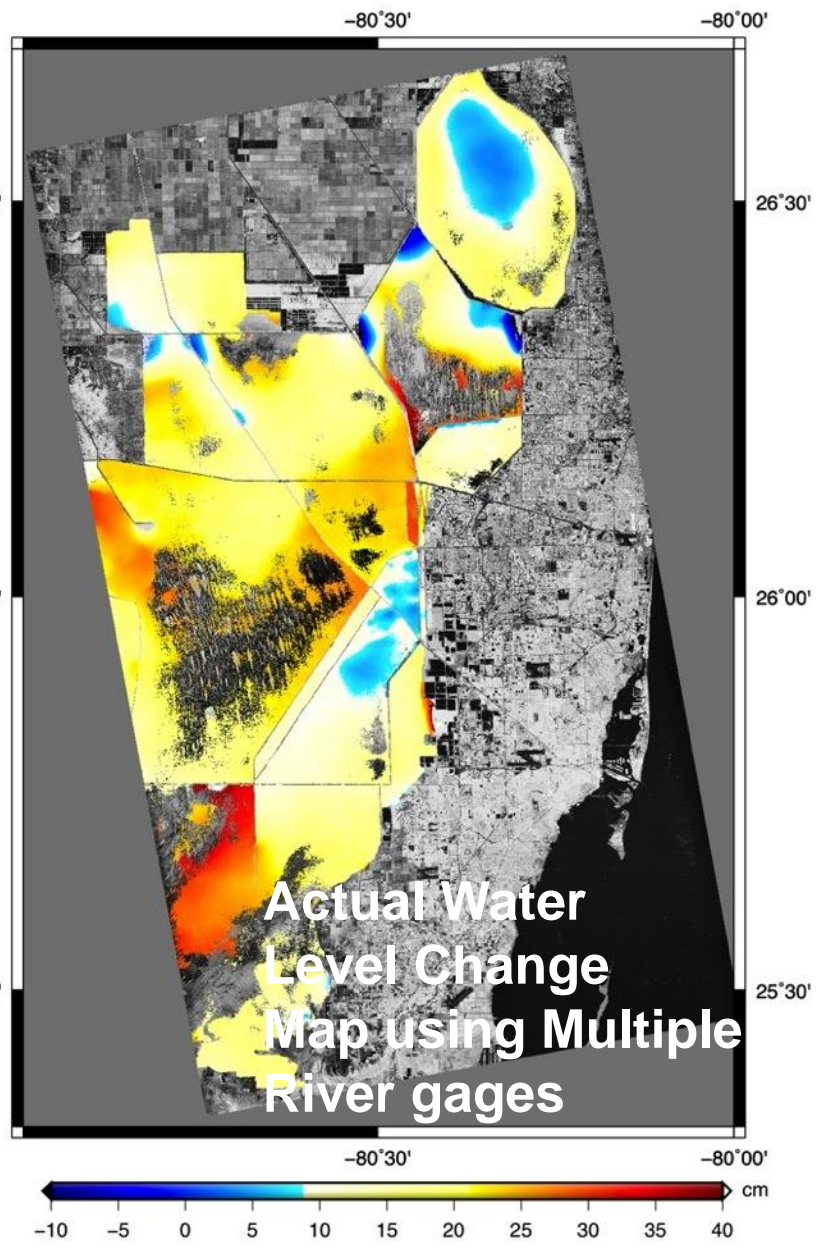 −80˚30'
−80˚00'
26˚30'
26˚00'
25˚30'
Actual Water
Level Change
Map using Multiple
River gages
−80˚30'
−80˚00'
cm
−10 −5 0 5 10 15 20 25 30 35 40